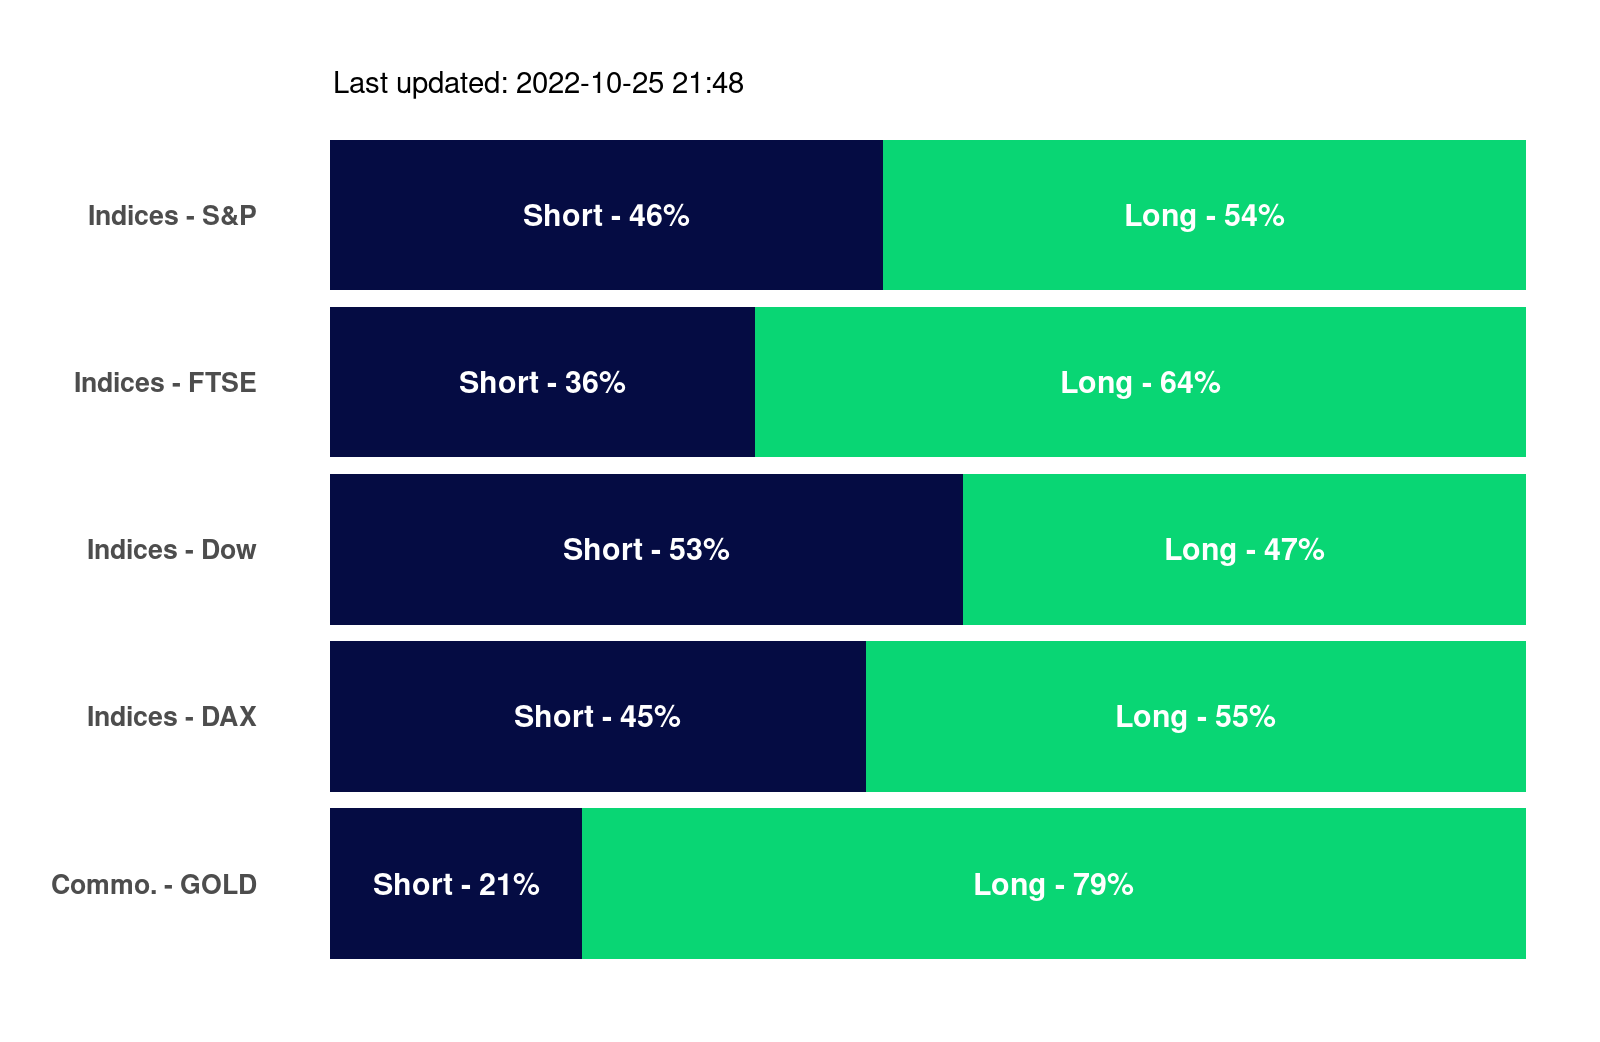 Last updated: 2022-10-25 21:48
Indices - S&P Short - 46% Long - 54%
Indices - FTSE Short - 36% Long - 64%
Indices - Dow Short - 53% Long - 47%
Indices - DAX Short - 45% Long - 55%
Commo. - GOLD Short - 21% Long - 79%